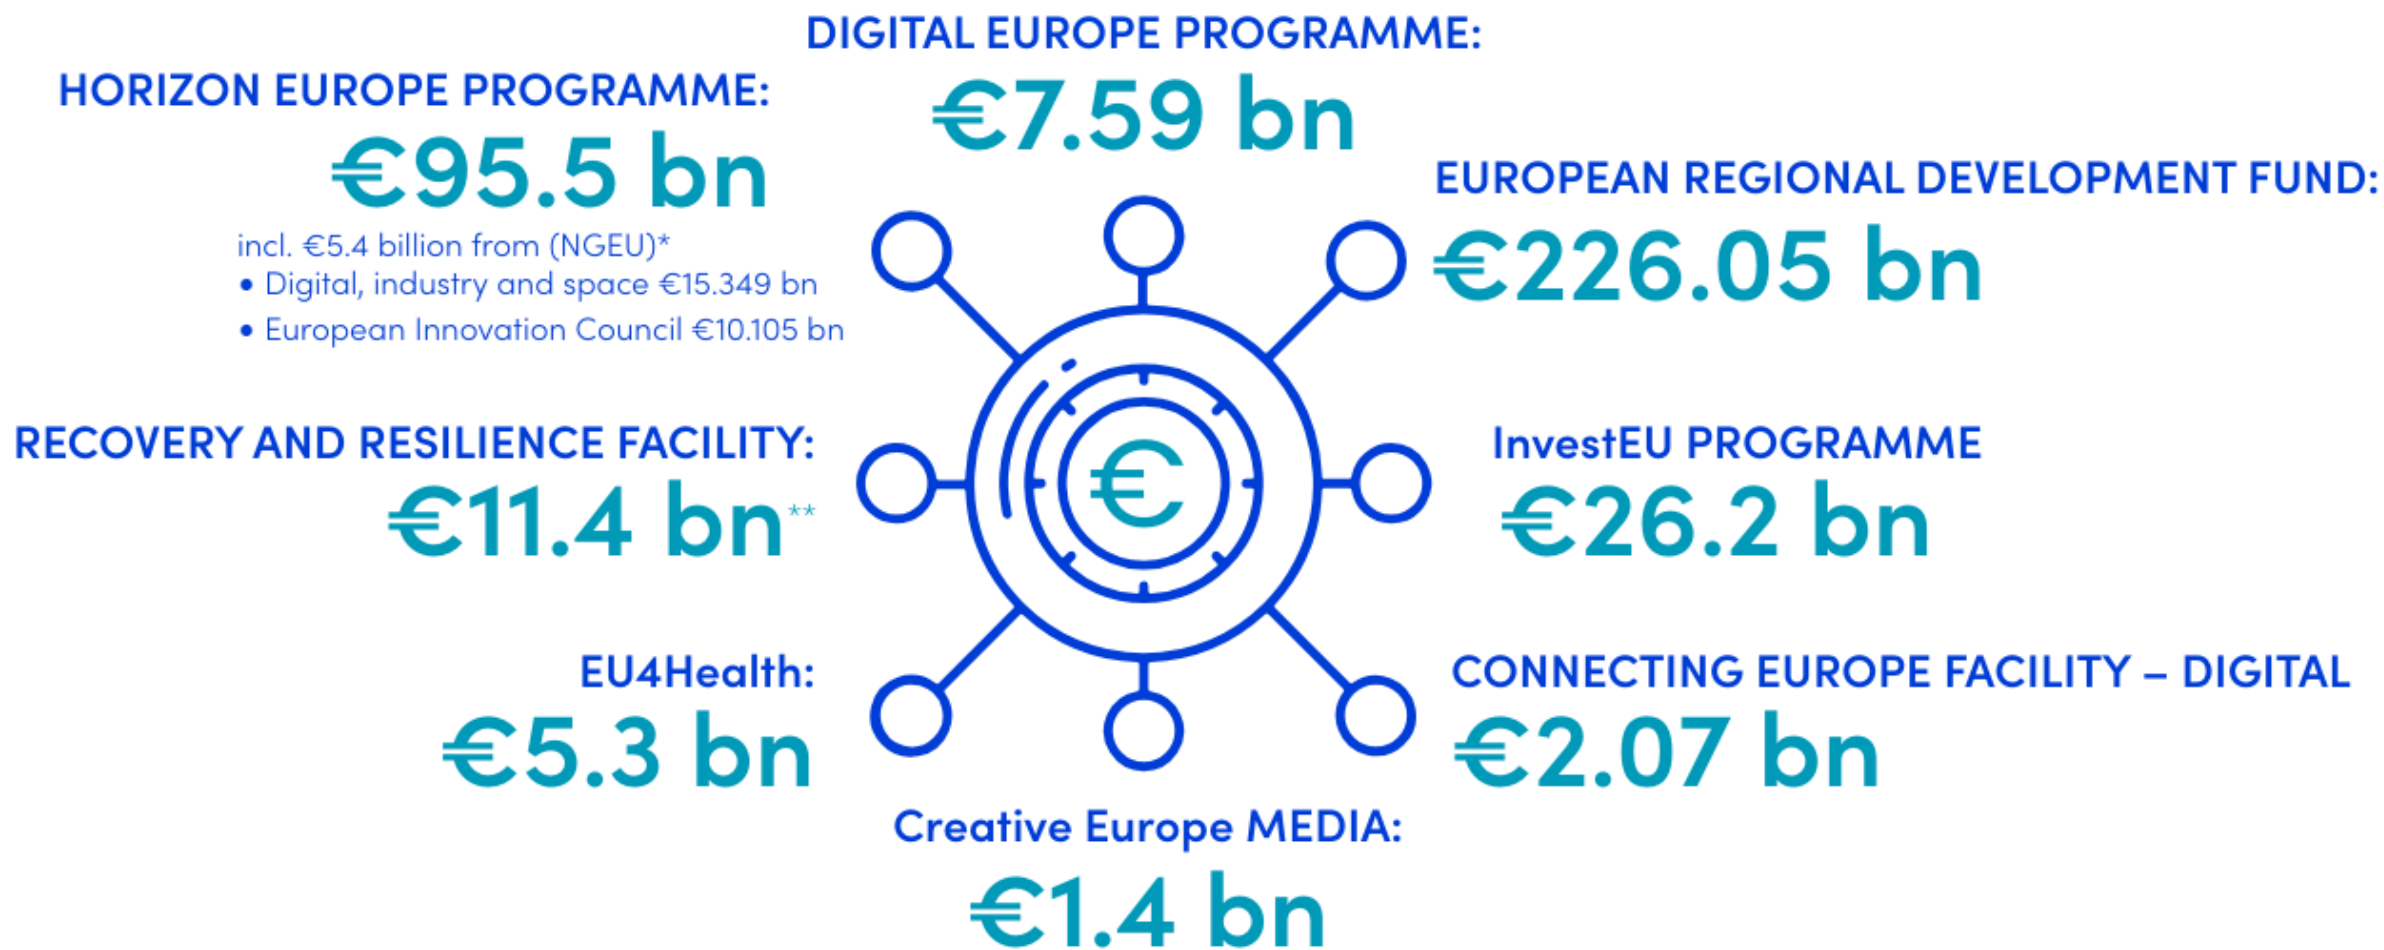 DIGITAL EUROPE PROGRAMME:
€7.59 bn
HORIZON EUROPE PROGRAMME:
€95.5 bn
incl. €5.4 billion from (NGEU)*
• Digital, industry and space €15.349 bn
• European Innovation Council €10.105 bn
EUROPEAN REGIONAL DEVELOPMENT FUND:
€226.05 bn
RECOVERY AND RESILIENCE FACILITY:
€11.4 bn**
€
InvestEU PROGRAMME
€26.2 bn
EU4Health:
€5.3 bn
CONNECTING EUROPE FACILITY – DIGITAL
€2.07 bn
Creative Europe MEDIA:
€1.4 bn